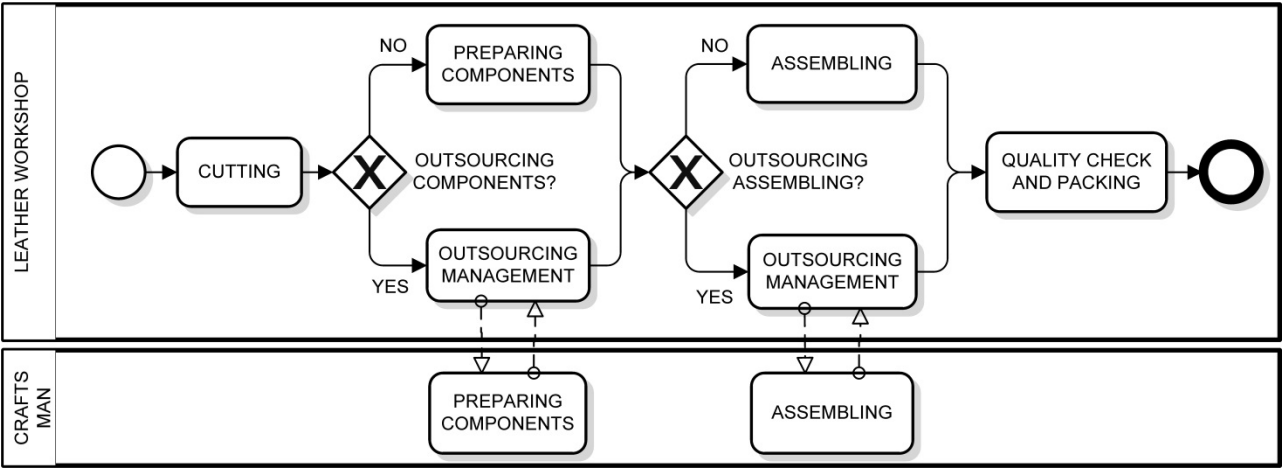 LEATHER WORKSHOP
CUTTING
NO
PREPARING
COMPONENTS
OUTSOURCING
COMPONENTS?
YES
OUTSOURCING
MANAGEMENT
NO
ASSEMBLING
OUTSOURCING
ASSEMBLING?
YES
OUTSOURCING
MANAGEMENT
QUALITY CHECK
AND PACKING
CRAFTS
MAN
PREPARING
COMPONENTS
ASSEMBLING